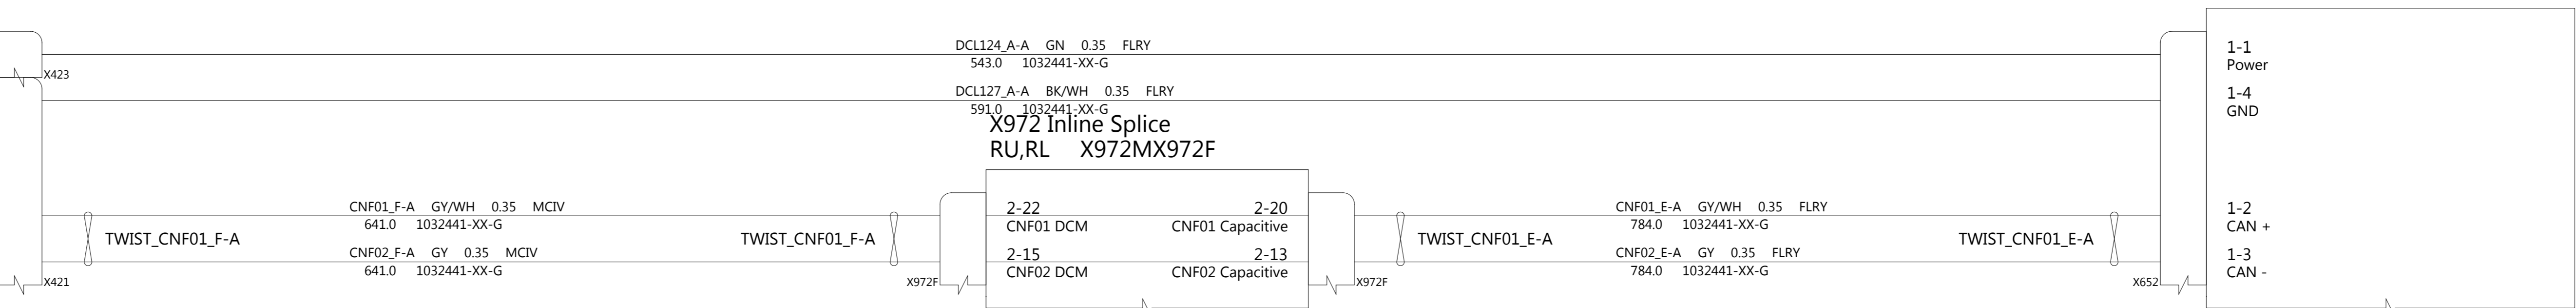 DCL124_A-A GN 0.35 FLRY
543.0 1032441-XX-G
X423
1-1
Power
DCL127_A-A BK/WH 0.35 FLRY
591.0 1032441-XX-G
1-4
GND
X972 Inline Splice
RU,RL X972MX972F
CNF01_F-A GY/WH 0.35 MCIV
641.0 1032441-XX-G
2-22
CNF01 DCM
2-20
CNF01 Capacitive
CNF01_E-A GY/WH 0.35 FLRY
784.0 1032441-XX-G
1-2
CAN +
TWIST_CNF01_F-A
TWIST_CNF01_F-A
TWIST_CNF01_E-A
TWIST_CNF01_E-A
CNF02_F-A GY 0.35 MCIV
641.0 1032441-XX-G
2-15
CNF02 DCM
2-13
CNF02 Capacitive
CNF02_E-A GY 0.35 FLRY
784.0 1032441-XX-G
1-3
CAN -
X421
X972F
X972F
X652